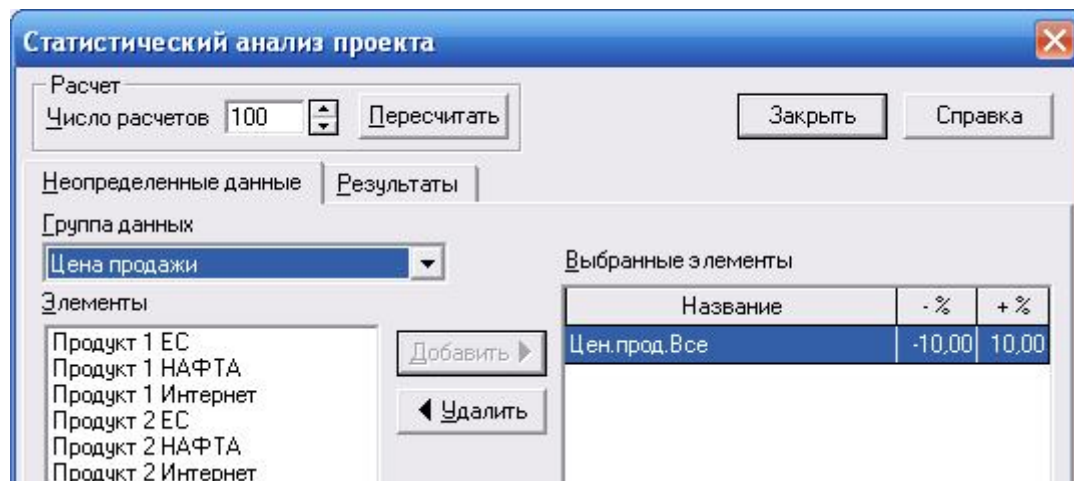 Статистический анализ проекта
Расчет
Число расчетов 100 Пересчитать Закрыть Справка
Неопределенные данные Результаты
Группа данных
Цена продажи
Выбранные элементы
Элементы
Название - % + %
Цен.прод.Все -10,00 10,00
Продукт 1 ЕС
Продукт 1 НАФТА
Продукт 1 Интернет
Продукт 2 ЕС
Продукт 2 НАФТА
Продукт 2 Интернет
Добавить
Удалить